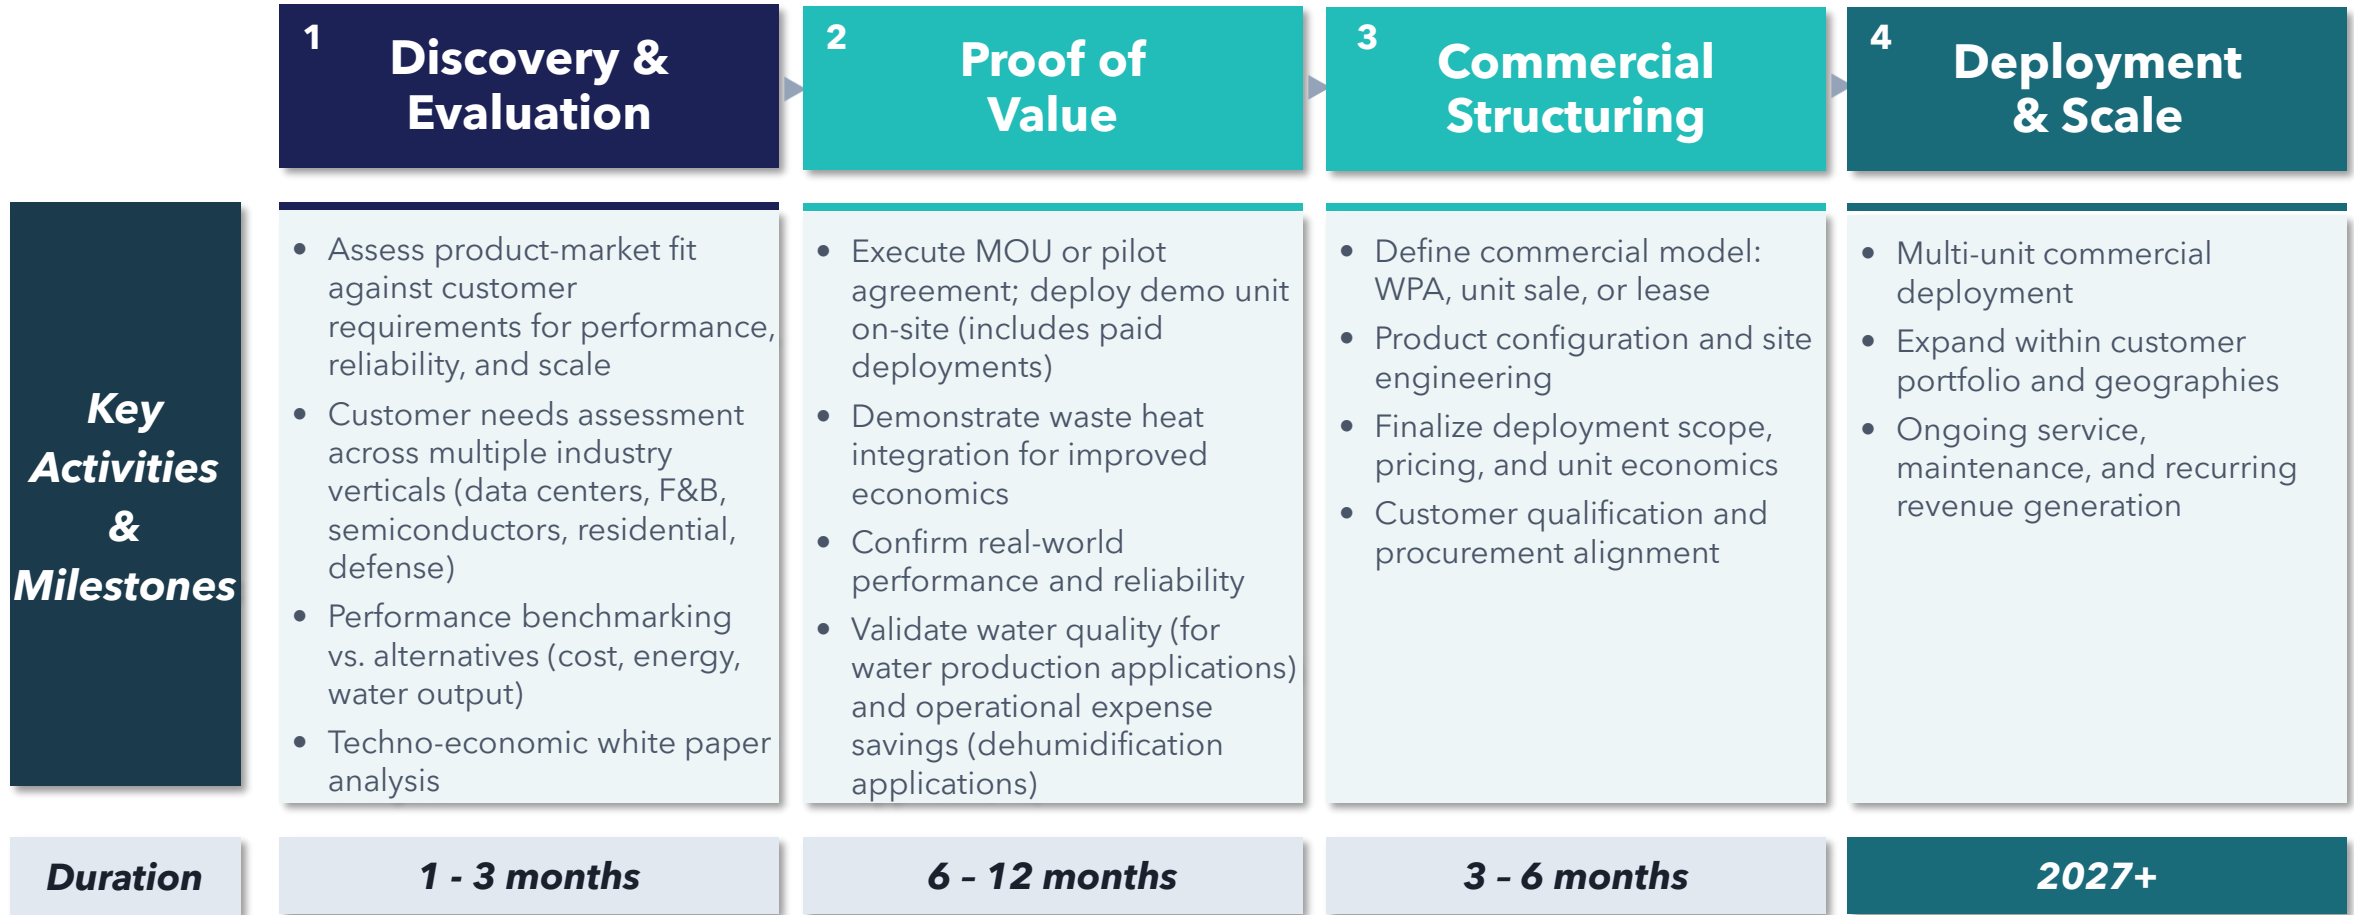 1
Discovery &
Evaluation
2
Proof of
Value
3
Commercial
Structuring
4
Deployment
& Scale
Key
Activities
&
Milestones
• Assess product-market fit
against customer
requirements for performance,
reliability, and scale
• Customer needs assessment
across multiple industry
verticals (data centers, F&B,
semiconductors, residential,
defense)
• Performance benchmarking
vs. alternatives (cost, energy,
water output)
• Techno-economic white paper
analysis
• Execute MOU or pilot
agreement; deploy demo unit
on-site (includes paid
deployments)
• Demonstrate waste heat
integration for improved
economics
• Confirm real-world
performance and reliability
• Validate water quality (for
water production applications)
and operational expense
savings (dehumidification
applications)
• Define commercial model:
WPA, unit sale, or lease
• Product configuration and site
engineering
• Finalize deployment scope,
pricing, and unit economics
• Customer qualification and
procurement alignment
• Multi-unit commercial
deployment
• Expand within customer
portfolio and geographies
• Ongoing service,
maintenance, and recurring
revenue generation
Duration
1 - 3 months
6 – 12 months
3 – 6 months
2027+